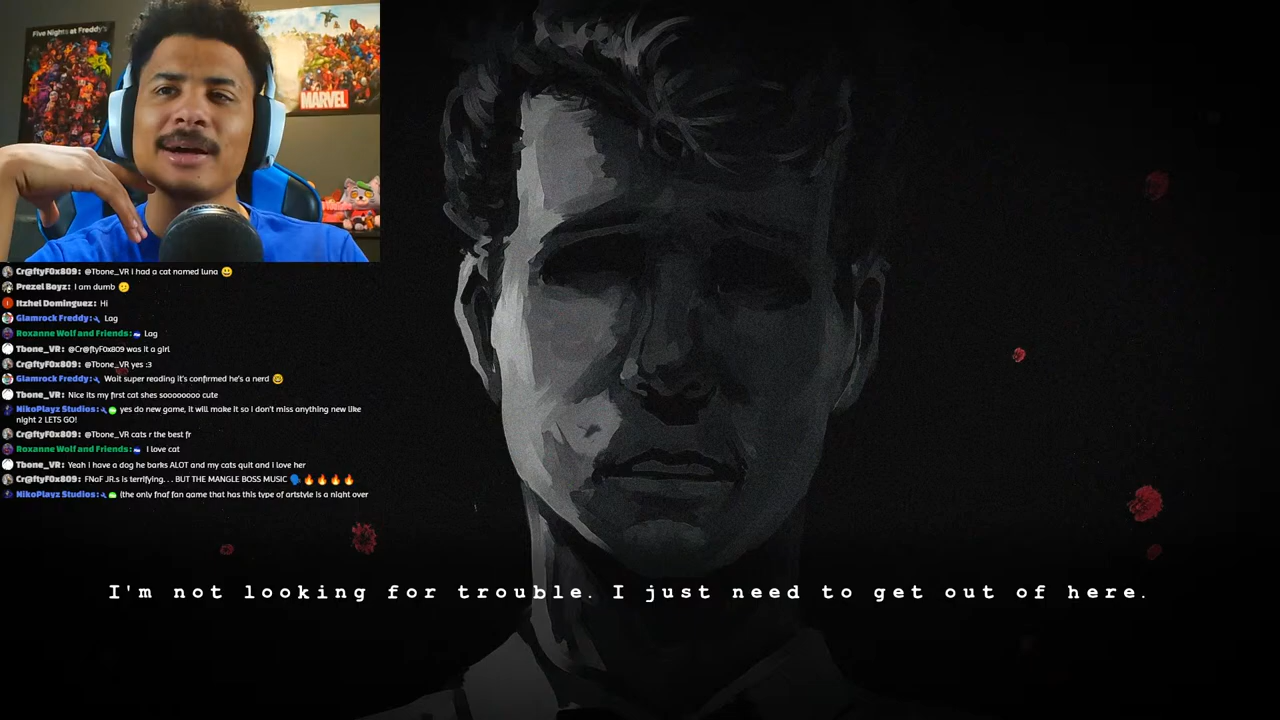 Five Nights at Freddy's
MARVEL
Cr@ftyF0x809: @Tbone_VR i had a cat named luna 😃
Prezel Boyz: I am dumb 😕
Itzhel Dominguez: Hi
Glamrock Freddy: Lag
Roxanne Wolf and Friends: Lag
Tbone_VR: @Cr@ftyF0x809 was it a girl
Cr@ftyF0x809: @Tbone_VR yes :3
Glamrock Freddy: Wait super reading it's confirmed he's a nerd 🤓
Tbone_VR: Nice its my first cat shes sooooooo cute
NikoPlayz Studios: yes do new game, it will make it so i don't miss anything new like
night 2 LETS GO!
Cr@ftyF0x809: @Tbone_VR cats r the best fr
Roxanne Wolf and Friends: I love cat
Tbone_VR: Yeah i have a dog he barks ALOT and my cats quit and I love her
Cr@ftyF0x809: FNaF JR.s is terrifying. . . BUT THE MANGLE BOSS MUSIC 🗣🔥🔥🔥🔥
NikoPlayz Studios: (the only fnaf fan game that has this type of artstyle is a night over
I'm not looking for trouble. I just need to get out of here.